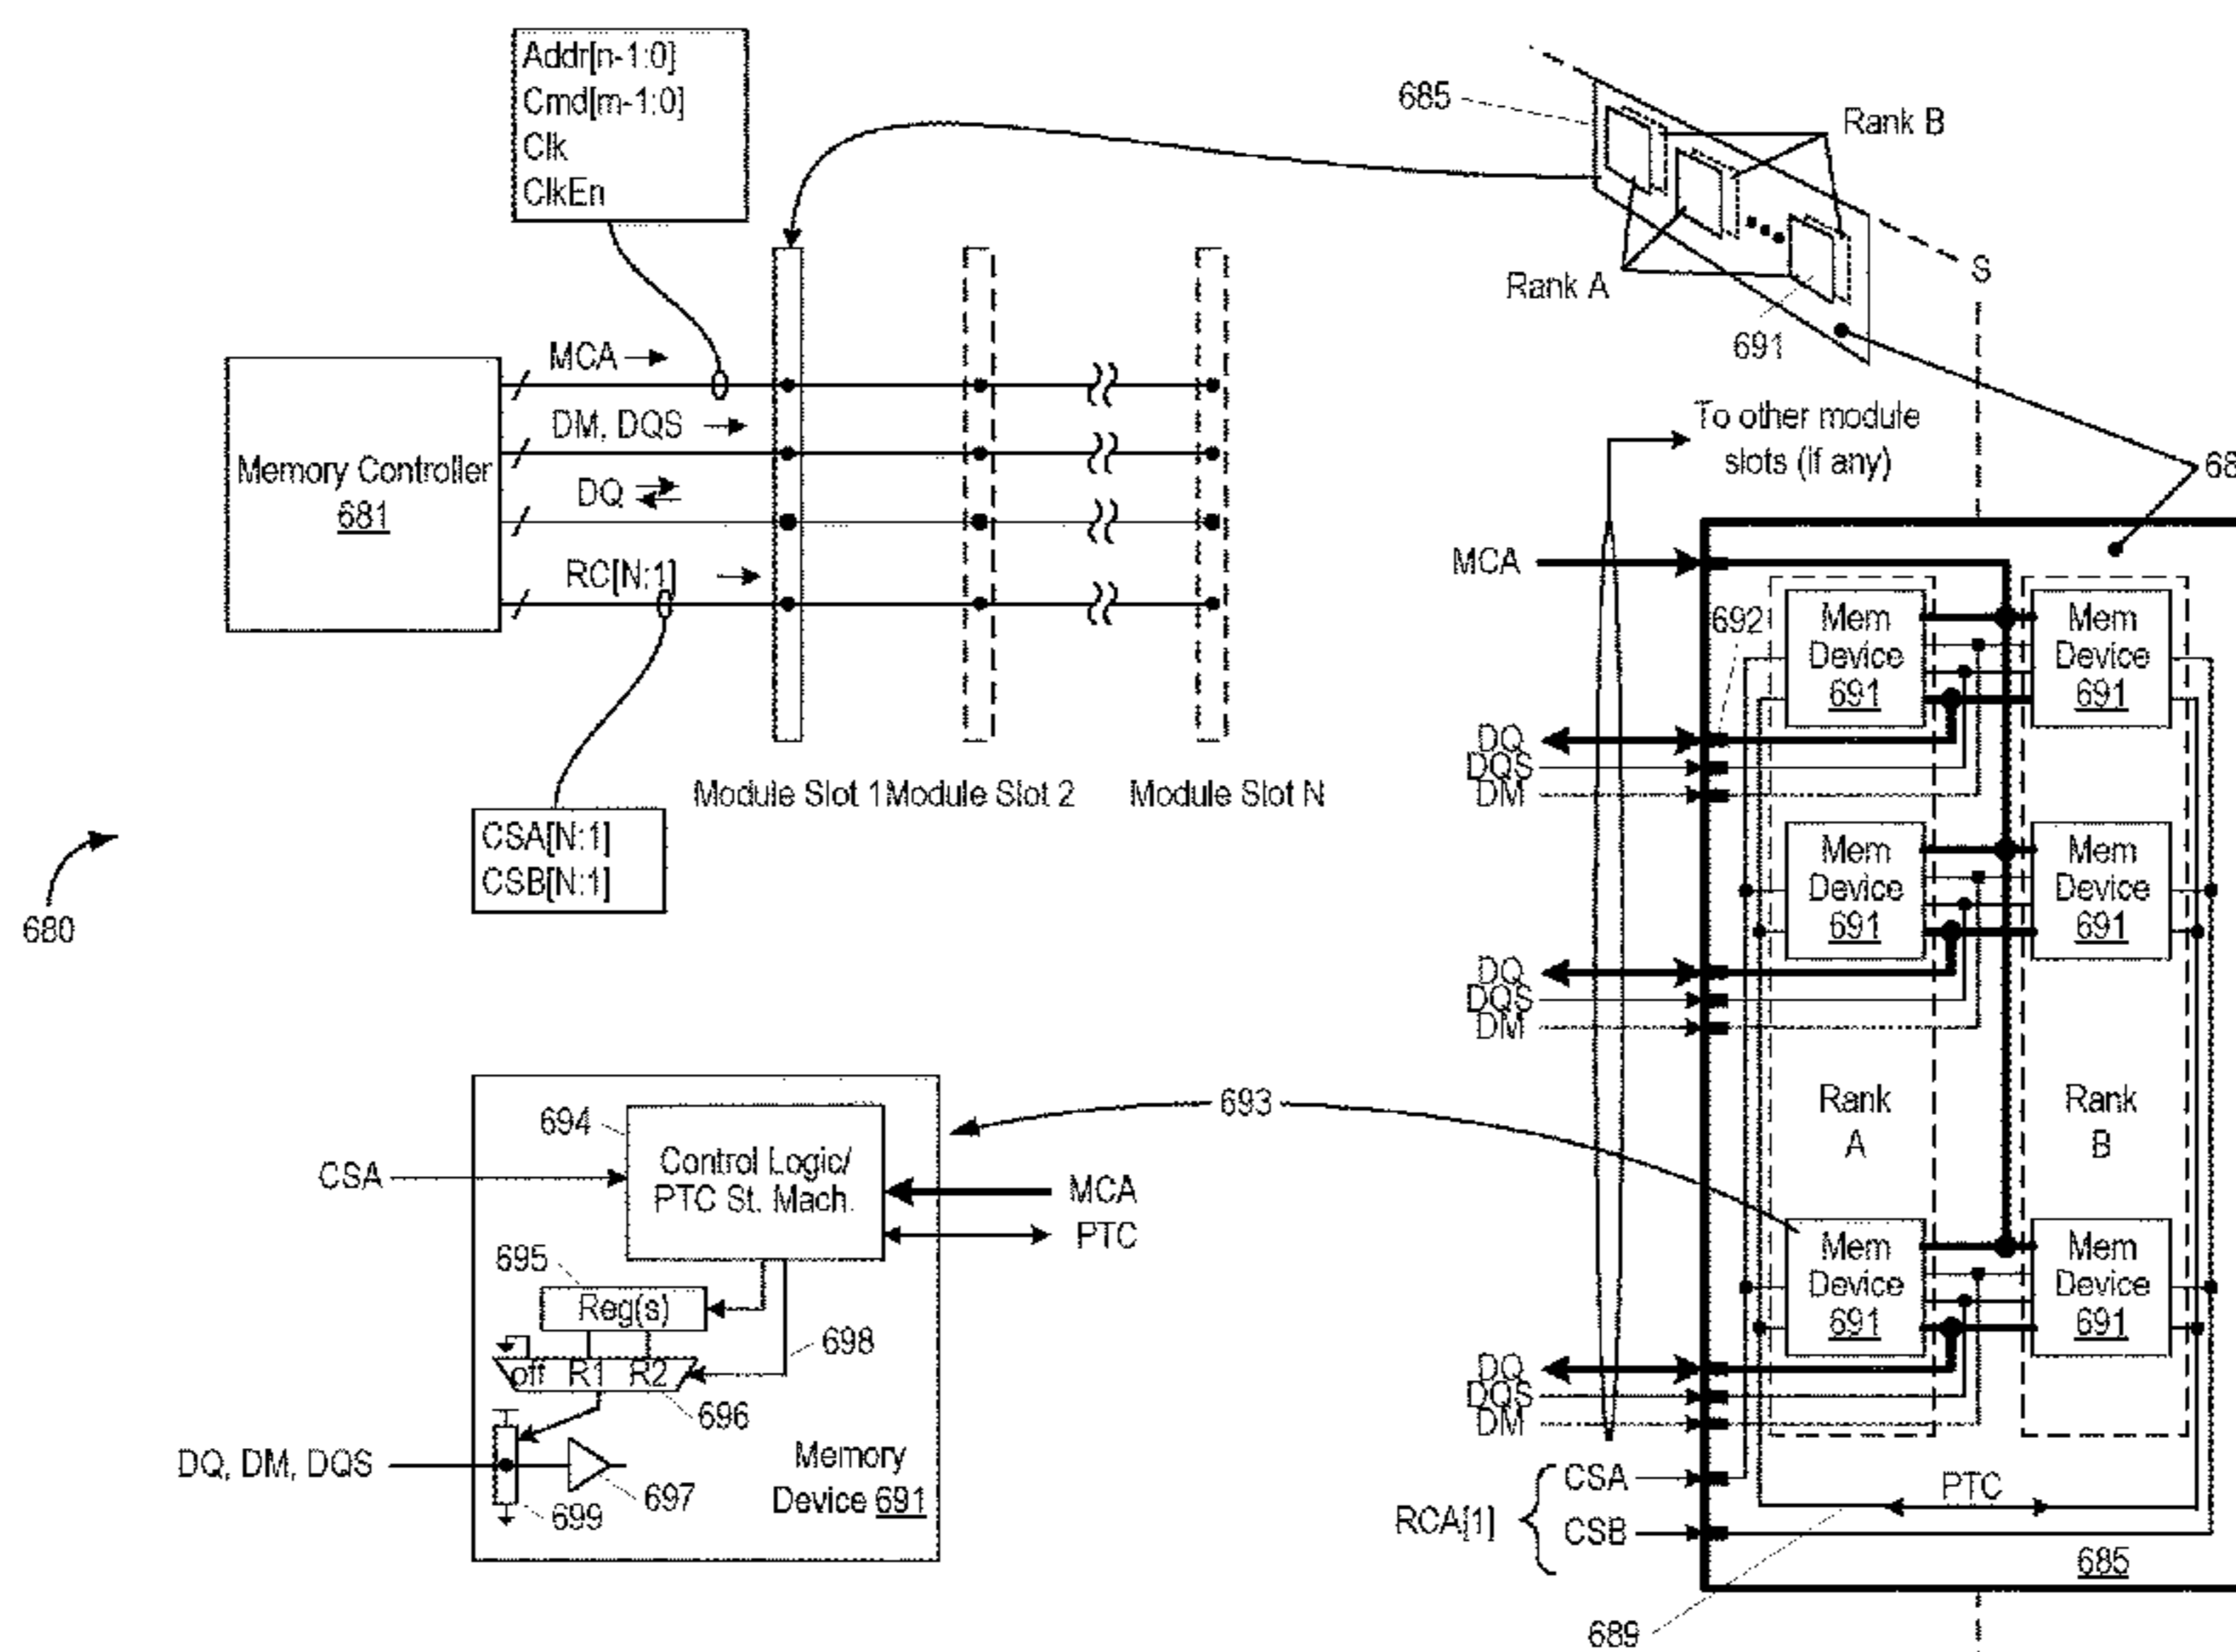 Addr[n-1:0]
Cmd[m-1:0]
Clk
ClkEn
685
Rank B
Rank A
691
S
MCA
DM, DQS
DQ
RC[N:1]
Memory Controller
681
Module Slot 1
Module Slot 2
Module Slot N
CSA[N:1]
CSB[N:1]
680
To other module
slots (if any)
MCA
692
Mem
Device
691
Mem
Device
691
DQ
DQS
DM
Mem
Device
691
Mem
Device
691
DQ
DQS
DM
Rank
A
Rank
B
Mem
Device
691
Mem
Device
691
DQ
DQS
DM
RCA[1]
CSA
CSB
PTC
685
689
693
694
Control Logic/
PTC St. Mach.
CSA
MCA
PTC
695
Reg(s)
off R1 R2
698
696
DQ, DM, DQS
697
699
Memory
Device 691